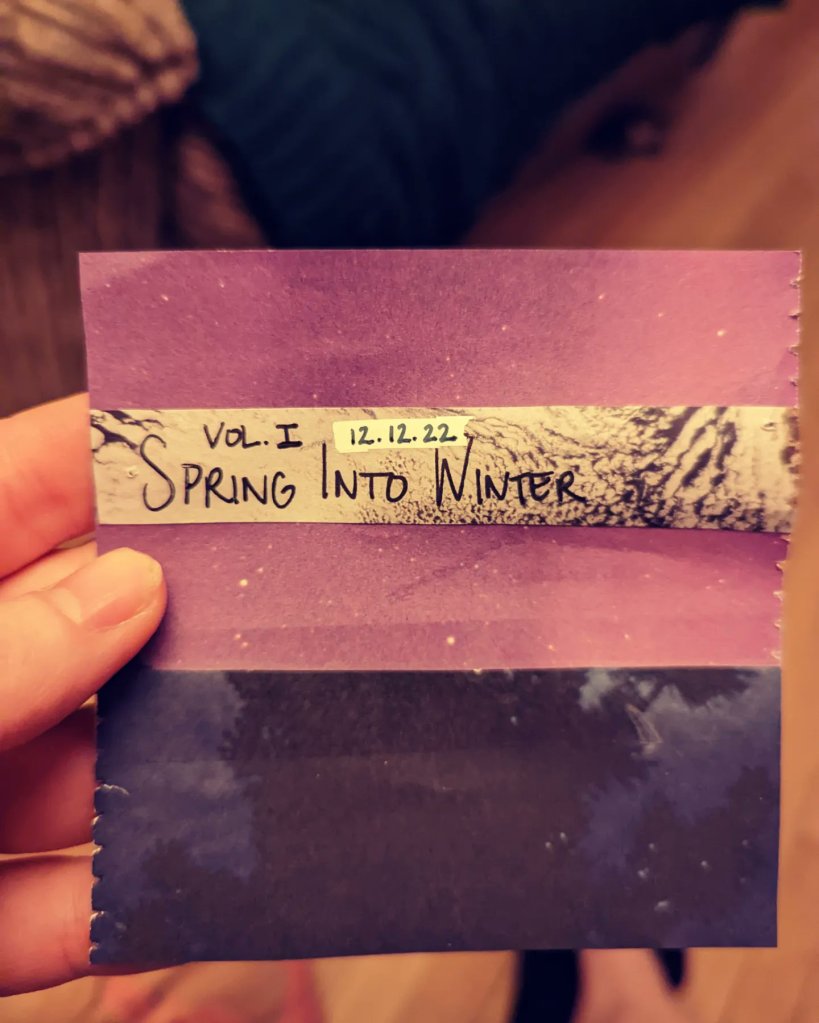 VOL. I 12.12.22
SPRING INTO WINTER